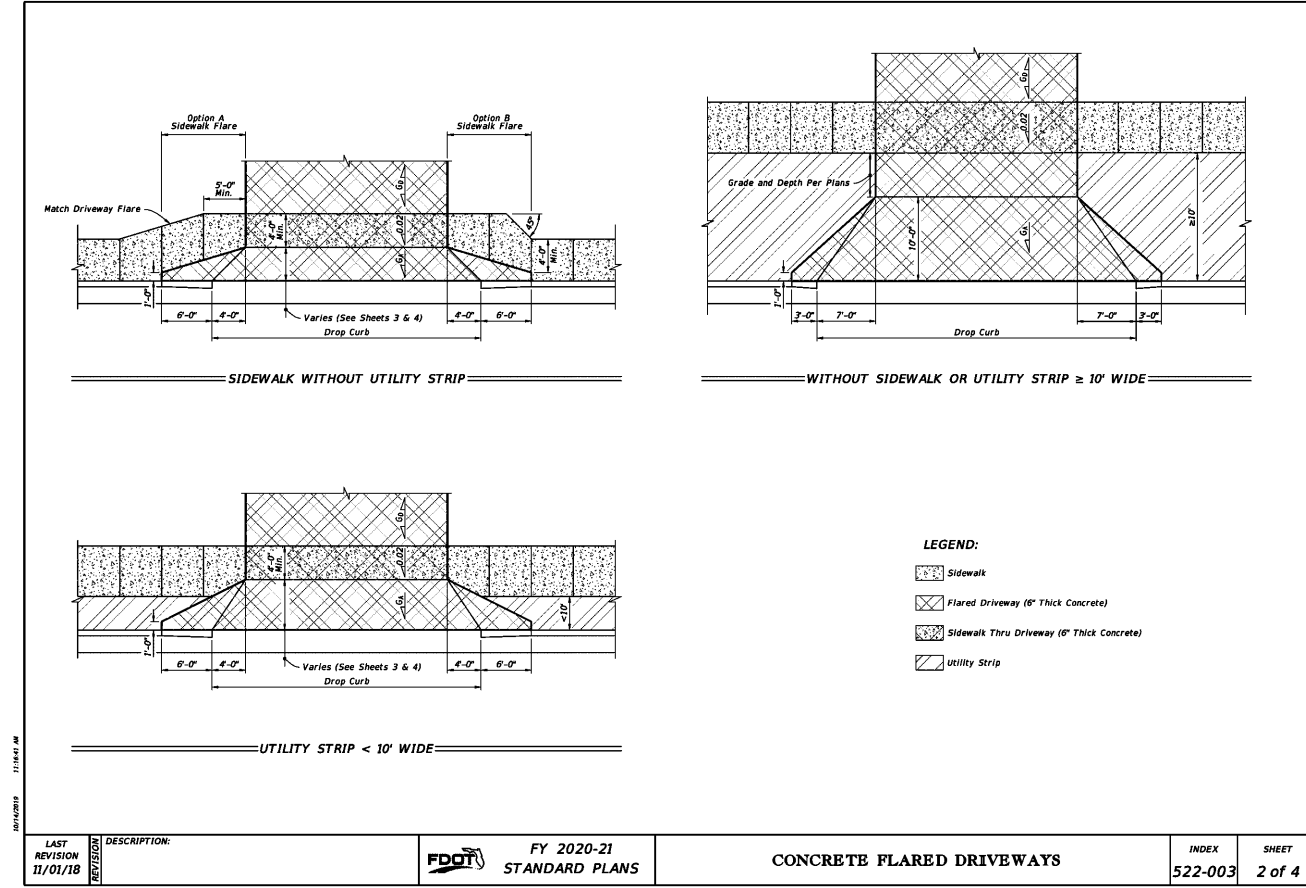 Option A
Sidewalk Flare
Option B
Sidewalk Flare
5'-0"
Min.
Match Driveway Flare
G_D
4'-0"
Min.
0.02
45°
4'-0"
Min.
G_A
1'-0"
6'-0"
4'-0"
Varies (See Sheets 3 & 4)
4'-0"
6'-0"
Drop Curb
SIDEWALK WITHOUT UTILITY STRIP
G_D
0.02
Grade and Depth Per Plans
≥10'
10'-0"
G_A
1'-0"
3'-0"
7'-0"
7'-0"
3'-0"
Drop Curb
WITHOUT SIDEWALK OR UTILITY STRIP ≥ 10' WIDE
G_D
4'-0"
Min.
0.02
G_A
<10'
1'-0"
6'-0"
4'-0"
Varies (See Sheets 3 & 4)
4'-0"
6'-0"
Drop Curb
UTILITY STRIP < 10' WIDE
LEGEND:
Sidewalk
Flared Driveway (6" Thick Concrete)
Sidewalk Thru Driveway (6" Thick Concrete)
Utility Strip
10/14/2019 11:16:41 AM
LAST
REVISION
11/01/18
REVISION
DESCRIPTION:
FDOT
FY 2020-21
STANDARD PLANS
CONCRETE FLARED DRIVEWAYS
INDEX
522-003
SHEET
2 of 4